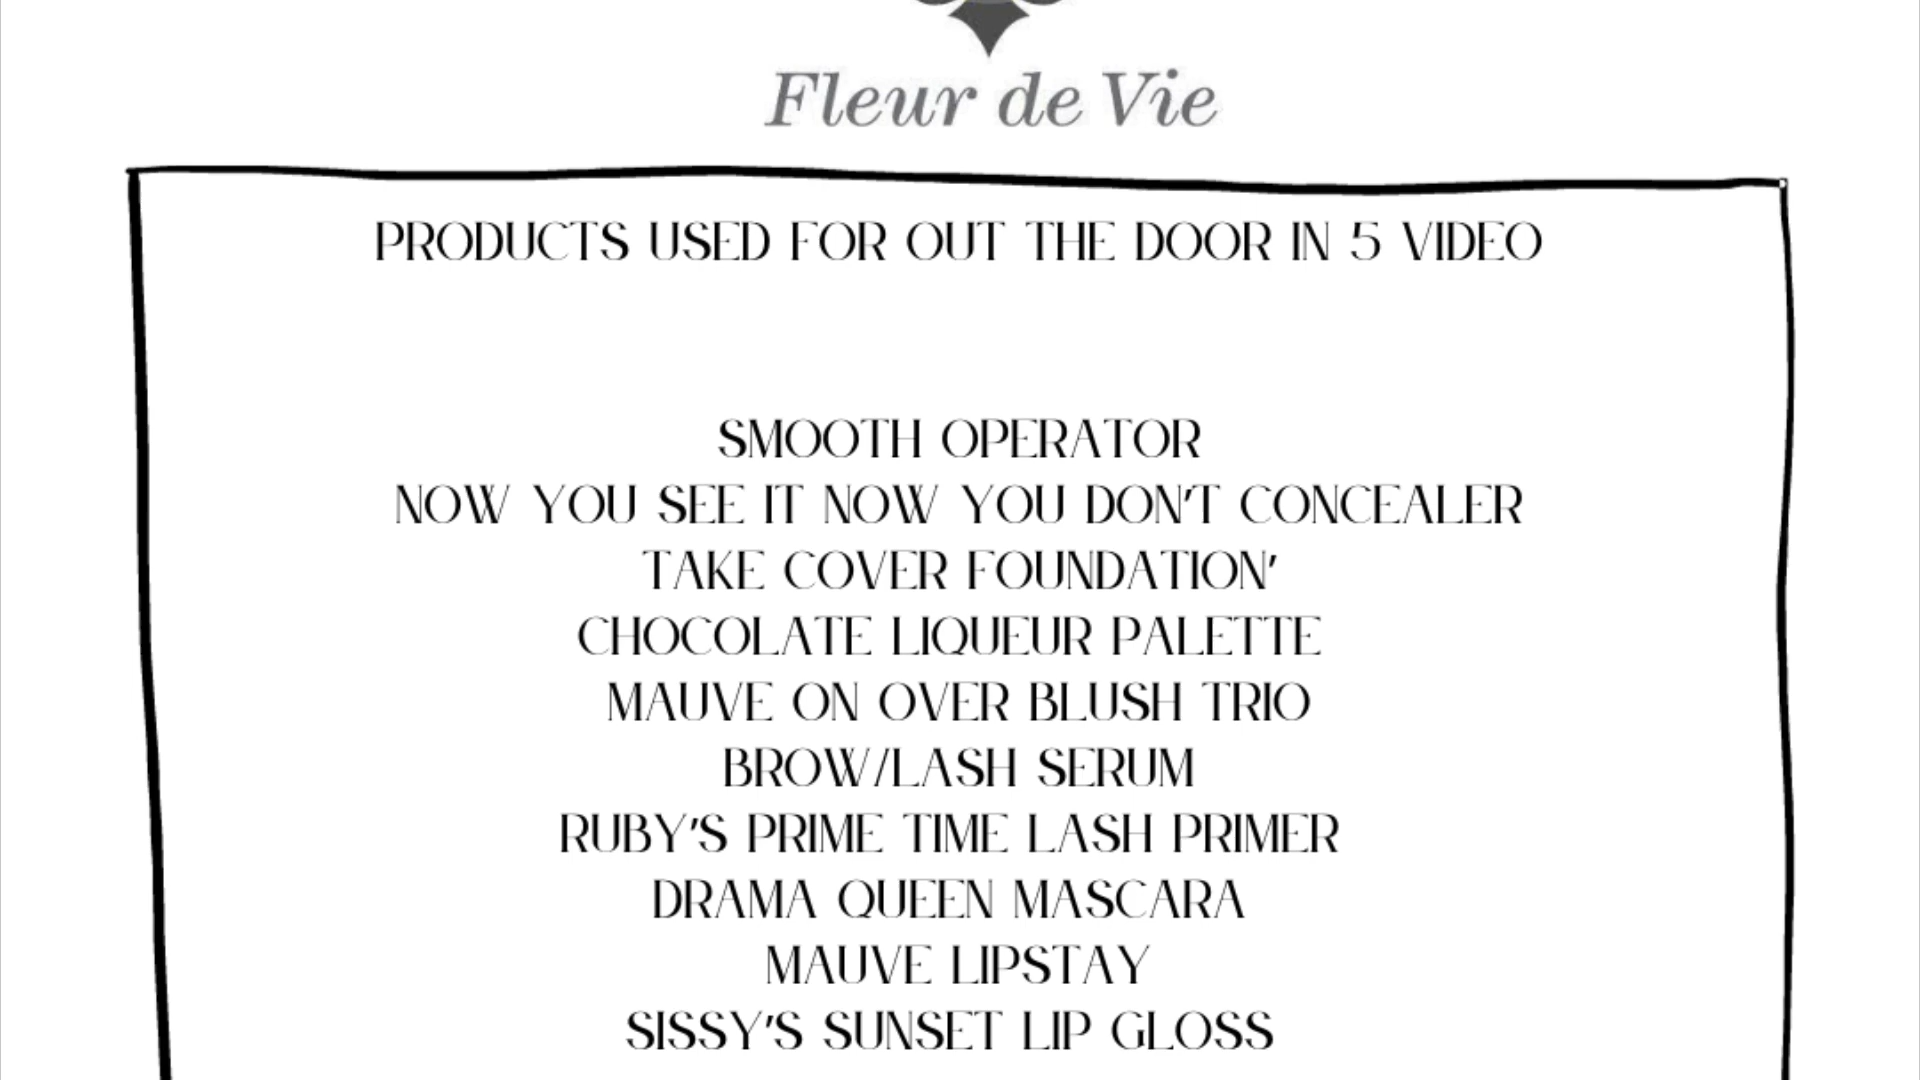 Fleur de Vie
PRODUCTS USED FOR OUT THE DOOR IN 5 VIDEO
SMOOTH OPERATOR
NOW YOU SEE IT NOW YOU DON'T CONCEALER
TAKE COVER FOUNDATION'
CHOCOLATE LIQUEUR PALETTE
MAUVE ON OVER BLUSH TRIO
BROW/LASH SERUM
RUBY'S PRIME TIME LASH PRIMER
DRAMA QUEEN MASCARA
MAUVE LIPSTAY
SISSY'S SUNSET LIP GLOSS